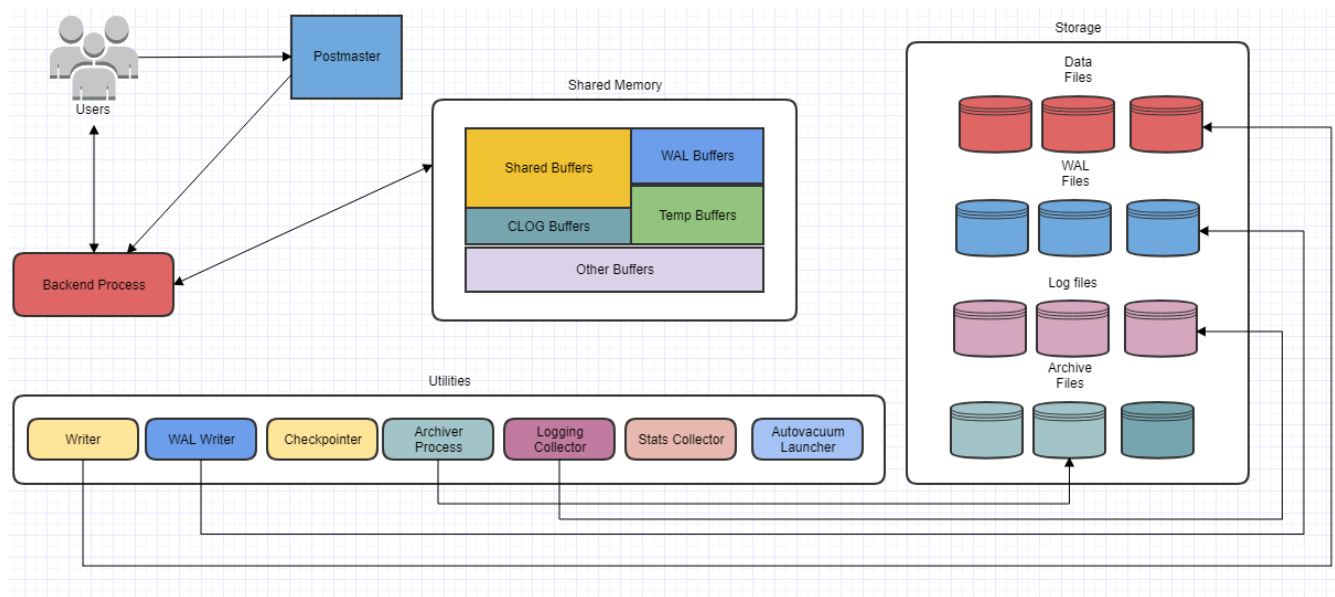 Users
Postmaster
Backend Process
Shared Memory
Shared Buffers
WAL Buffers
CLOG Buffers
Temp Buffers
Other Buffers
Storage
Data
Files
WAL
Files
Log files
Archive
Files
Utilities
Writer
WAL Writer
Checkpointer
Archiver
Process
Logging
Collector
Stats Collector
Autovacuum
Launcher